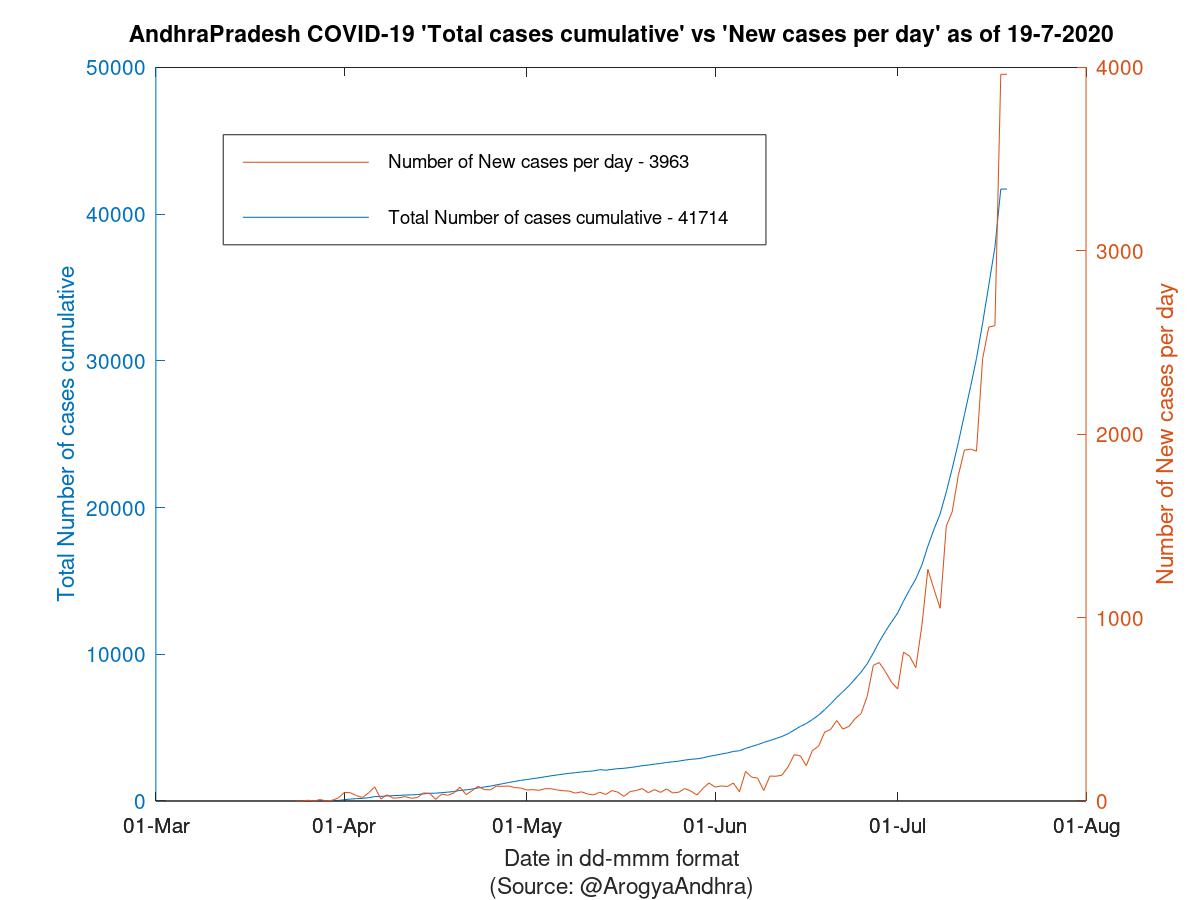 AndhraPradesh COVID-19 'Total cases cumulative' vs 'New cases per day' as of 19-7-2020
50000
40000
30000
20000
10000
0
Total Number of cases cumulative
Number of New cases per day - 3963
Total Number of cases cumulative - 41714
4000
3000
2000
1000
0
Number of New cases per day
01-Mar 01-Apr 01-May 01-Jun 01-Jul 01-Aug
Date in dd-mmm format
(Source: @ArogyaAndhra)